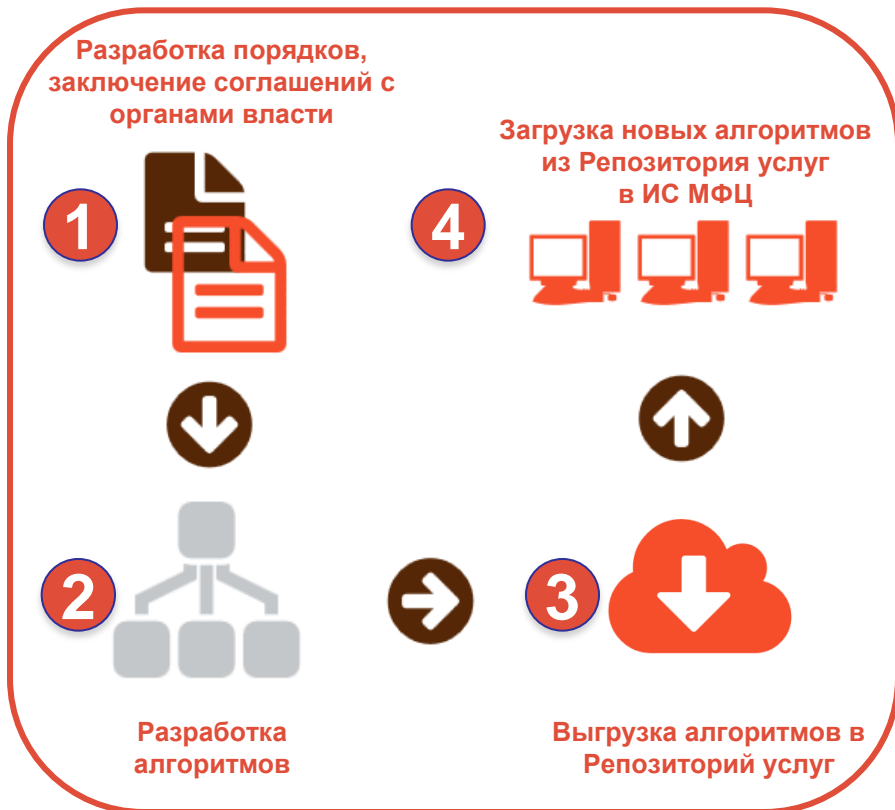 Разработка порядков,
заключение соглашений с
органами власти
1
Разработка
алгоритмов
2
Выгрузка алгоритмов в
Репозиторий услуг
3
Загрузка новых алгоритмов
из Репозитория услуг
в ИС МФЦ
4